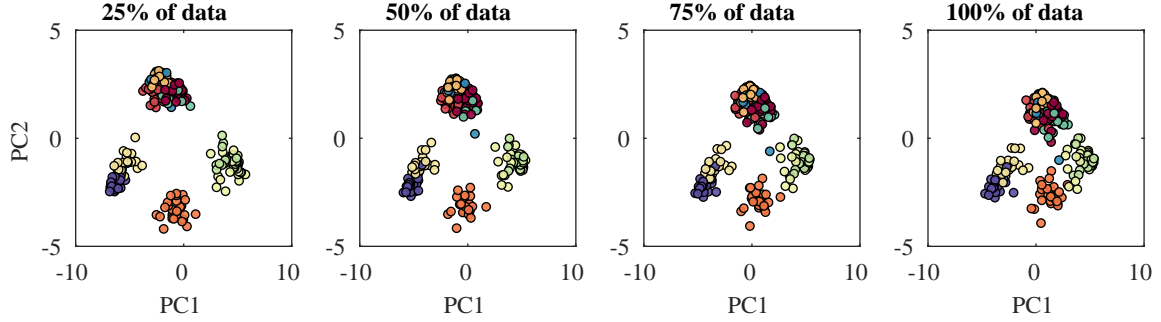 25% of data 50% of data 75% of data 100% of data
5 5 5 5
PC2
0 0 0 0
-5 -5 -5 -5
-10 0 10 -10 0 10 -10 0 10 -10 0 10
PC1 PC1 PC1 PC1